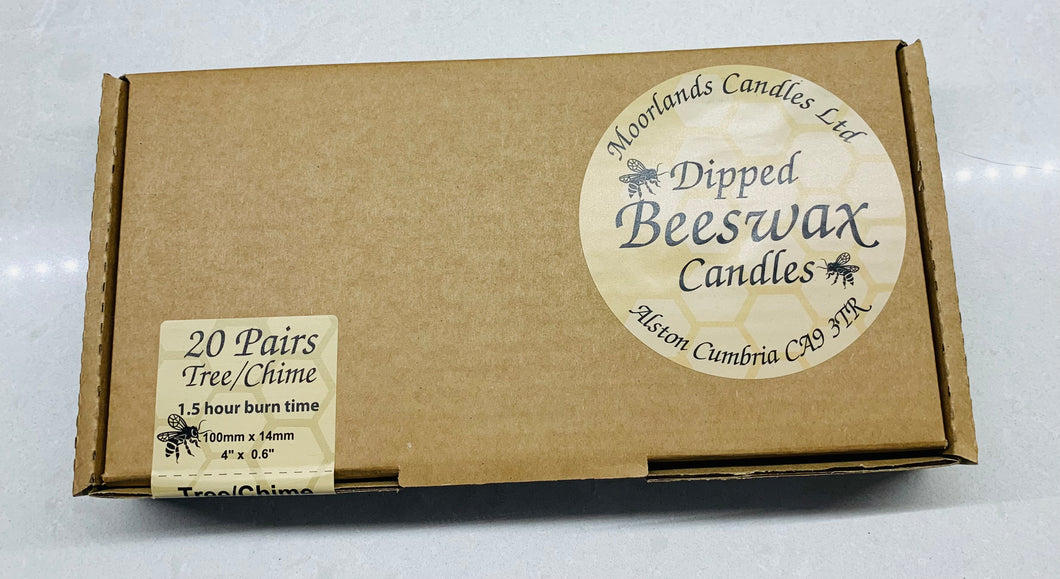 Moorlands Candles Ltd
Dipped
Beeswax
Candles
Alston Cumbria CA9 3TR
20 Pairs
Tree/Chime
1.5 hour burn time
100mm x 14mm
4" x 0.6"
Tree/Chime